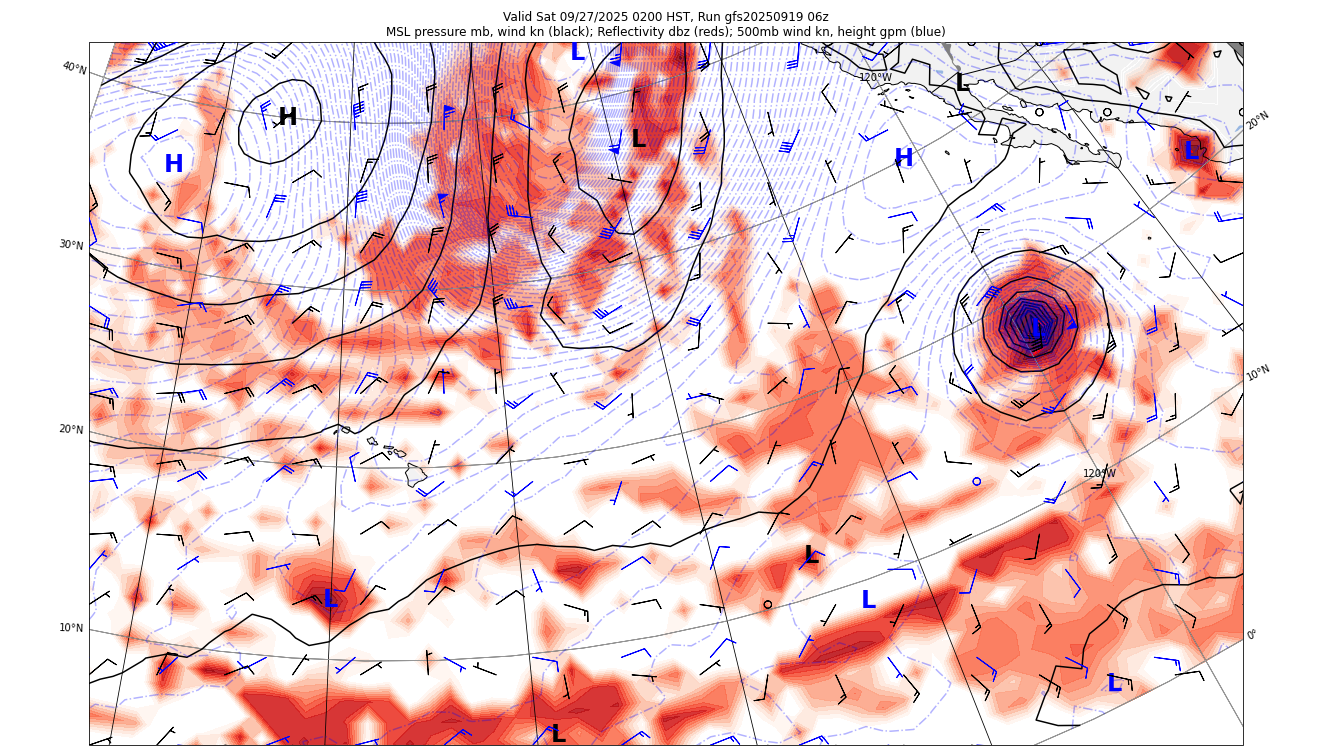 Valid Sat 09/27/2025 0200 HST, Run gfs20250919 06z
MSL pressure mb, wind kn (black); Reflectivity dbz (reds); 500mb wind kn, height gpm (blue)
L
40°N
120°W
L
H
20°N
L
H
H
L
30°N
L
10°N
20°N
120°W
L
L
L
10°N
0°
L
L